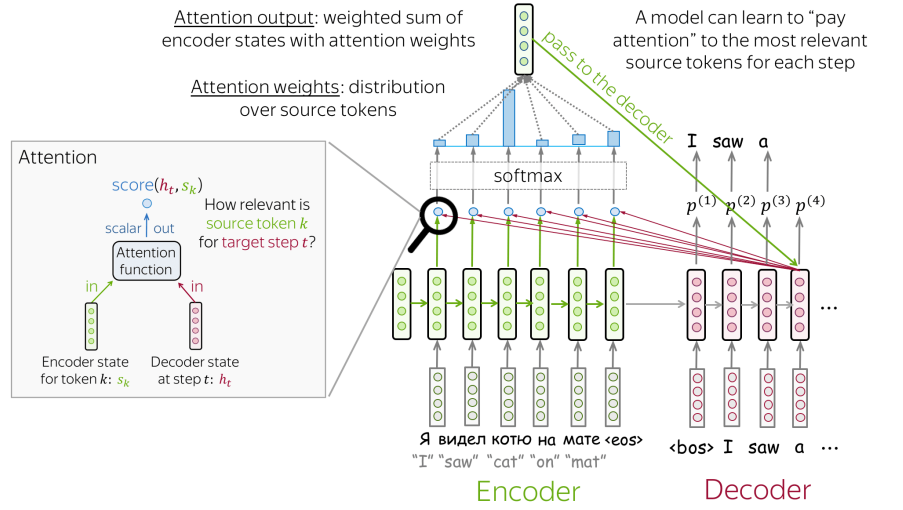 Attention output: weighted sum of
encoder states with attention weights
A model can learn to “pay
attention” to the most relevant
source tokens for each step
Attention weights: distribution
over source tokens
pass to the decoder
softmax
Attention
score(hₜ, sₖ)
How relevant is
source token k
for target step t?
scalar out
Attention
function
in in
Encoder state
for token k: sₖ
Decoder state
at step t: hₜ
I saw a
p⁽¹⁾ p⁽²⁾ p⁽³⁾ p⁽⁴⁾
...
Я видел котю на мате <eos>
“I” “saw” “cat” “on” “mat”
<bos> I saw a ...
Encoder
Decoder